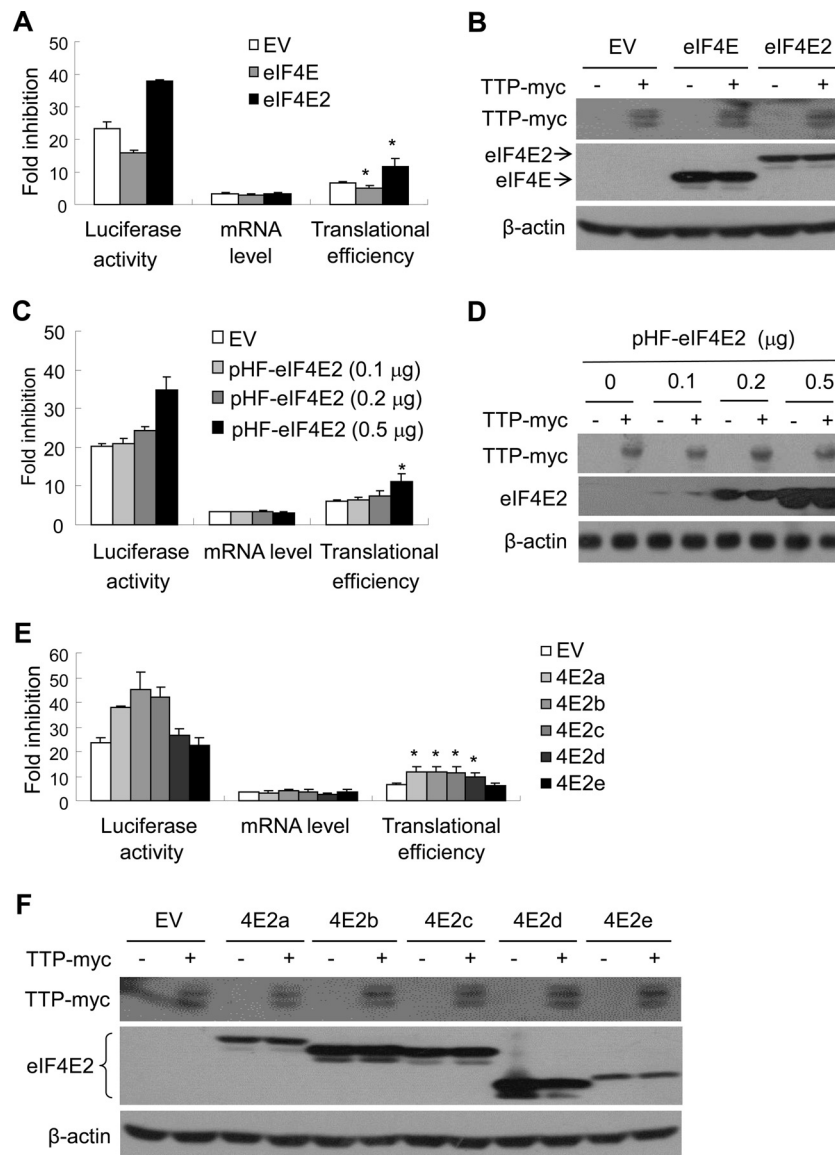 A
Fold inhibition
50
40
30
20
10
0
EV
eIF4E
eIF4E2
*
*
Luciferase activity
mRNA level
Translational efficiency
B
EV eIF4E eIF4E2
TTP-myc - + - + - +
TTP-myc
eIF4E2→
eIF4E→
β-actin
C
Fold inhibition
50
40
30
20
10
0
EV
pHF-eIF4E2 (0.1 μg)
pHF-eIF4E2 (0.2 μg)
pHF-eIF4E2 (0.5 μg)
*
Luciferase activity
mRNA level
Translational efficiency
D
pHF-eIF4E2 (μg)
0 0.1 0.2 0.5
TTP-myc - + - + - + - +
TTP-myc
eIF4E2
β-actin
E
Fold inhibition
60
50
40
30
20
10
0
EV
4E2a
4E2b
4E2c
4E2d
4E2e
* * * *
Luciferase activity
mRNA level
Translational efficiency
F
EV 4E2a 4E2b 4E2c 4E2d 4E2e
TTP-myc - + - + - + - + - + - +
TTP-myc
eIF4E2
β-actin